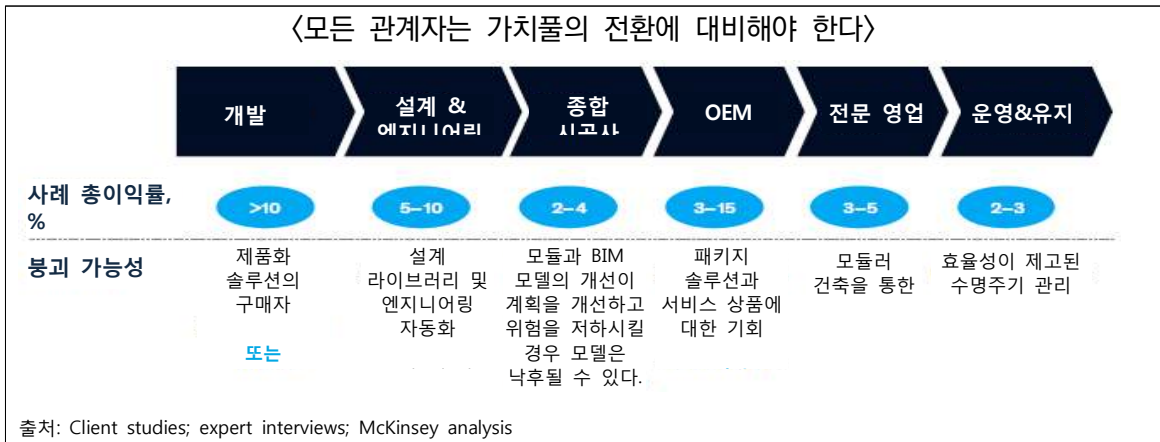 〈모든 관계자는 가치풀의 전환에 대비해야 한다〉
개발
설계 &
엔지니어링
종합
시공사
OEM
전문 영업
운영&유지
사례 총이익률,
%
>10
5–10
2–4
3–15
3–5
2–3
붕괴 가능성
제품화
솔루션의
구매자
또는
설계
라이브러리 및
엔지니어링
자동화
모듈과 BIM
모델의 개선이
계획을 개선하고
위험을 저하시킬
경우 모델은
낙후될 수 있다.
패키지
솔루션과
서비스 상품에
대한 기회
모듈러
건축을 통한
효율성이 제고된
수명주기 관리
출처: Client studies; expert interviews; McKinsey analysis